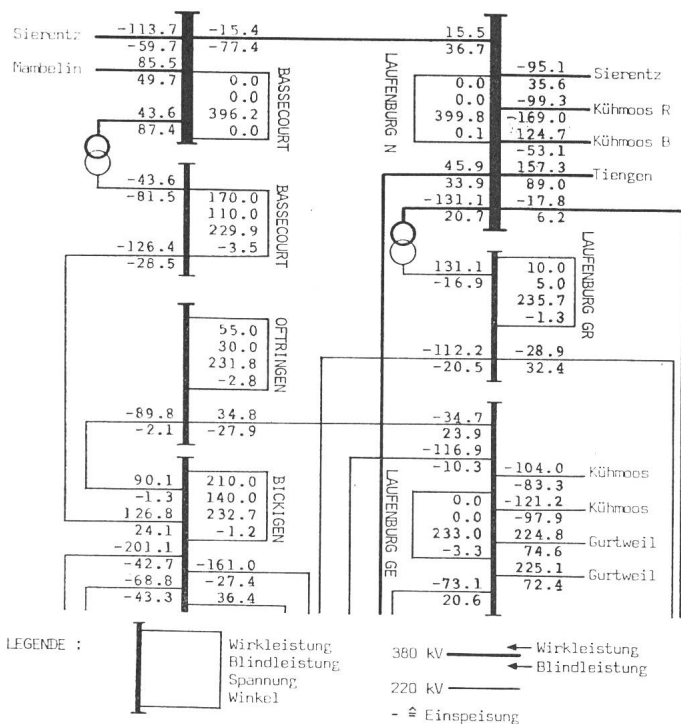 -113.7 -15.4 15.5
Sierentz
-59.7 -77.4 36.7
Mambelin
85.5
49.7
0.0
0.0
396.2
0.0
BASSECOURT
43.6
87.4
LAUFENBURG N
0.0
0.0
399.8
0.1
-95.1
Sierentz
35.6
-99.3
Kühmoos R
-169.0
124.7
Kühmoos B
-53.1
45.9 157.3
Tiengen
33.9 89.0
-131.1 -17.8
20.7 6.2
-43.6
-81.5
170.0
110.0
229.9
-3.5
BASSECOURT
-126.4
-28.5
131.1
-16.9
10.0
5.0
235.7
-1.3
LAUFENBURG GR
OFTRINGEN
55.0
30.0
231.8
-2.8
-112.2 -28.9
-20.5 32.4
-89.8 34.8 -34.7
-2.1 -27.9 23.9
-116.9
-10.3
90.1
-1.3
126.8
24.1
210.0
140.0
232.7
-1.2
BICKIGEN
LAUFENBURG GE
0.0
0.0
233.0
-3.3
-104.0
Kühmoos
-83.3
-121.2
Kühmoos
-97.9
224.8
Gurtweil
74.6
225.1
Gurtweil
72.4
-201.1
-42.7 -161.0
-68.8 -27.4
-43.3 36.4
-73.1
20.6
LEGENDE :
Wirkleistung
Blindleistung
Spannung
Winkel
380 kV
Wirkleistung
Blindleistung
220 kV
- ≙ Einspeisung